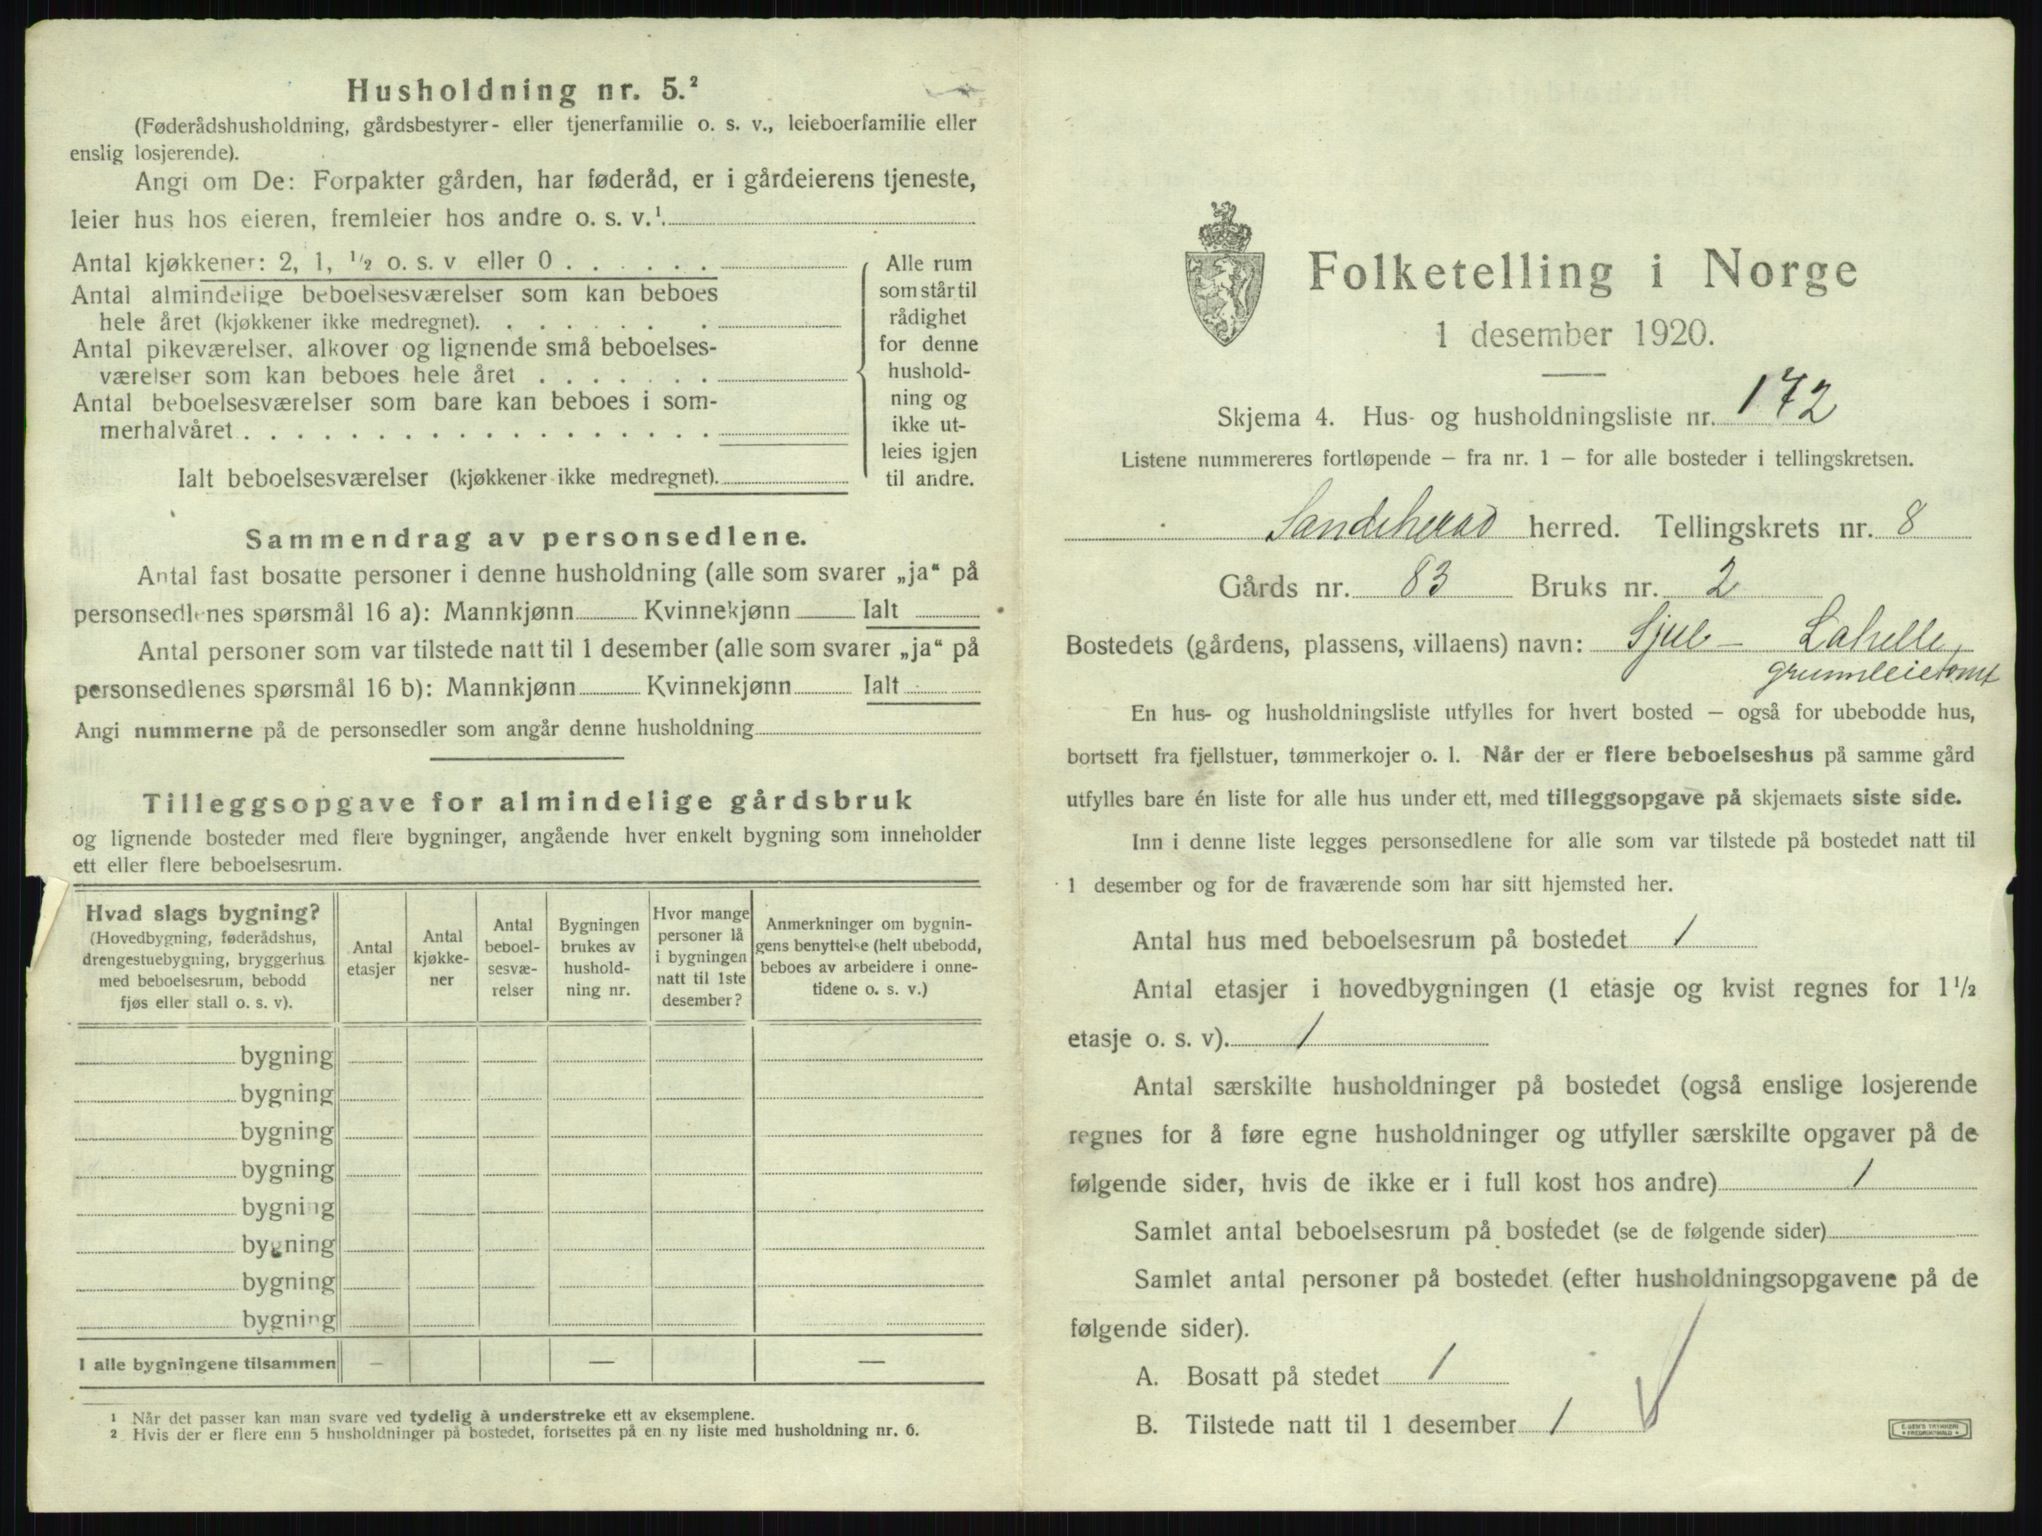 Husholdning nr. 5.²
(Føderådshusholdning, gårdsbestyrer- eller tjenerfamilie o. s. v., leieboerfamilie eller
enslig losjerende).
Angi om De: Forpakter gården, har føderåd, er i gårdeierens tjeneste,
leier hus hos eieren, fremleier hos andre o. s. v.¹
Antal kjøkkener: 2, 1, ½ o. s. v eller 0 . . . . . .
Antal almindelige beboelsesværelser som kan beboes
hele året (kjøkkener ikke medregnet). . . . . . . .
Antal pikeværelser, alkover og lignende små beboelses-
værelser som kan beboes hele året . . . . . . .
Antal beboelsesværelser som bare kan beboes i som-
merhalvåret . . . . . . . . . . . . . . . . . .
Ialt beboelsesværelser (kjøkkener ikke medregnet).
Alle rum
som står til
rådighet
for denne
hushold-
ning og
ikke ut-
leies igjen
til andre.
Sammendrag av personsedlene.
Antal fast bosatte personer i denne husholdning (alle som svarer „ja“ på
personsedlenes spørsmål 16 a): Mannkjønn Kvinnekjønn Ialt
Antal personer som var tilstede natt til 1 desember (alle som svarer „ja“ på
personsedlenes spørsmål 16 b): Mannkjønn Kvinnekjønn Ialt
Angi nummerne på de personsedler som angår denne husholdning
Tilleggsopgave for almindelige gårdsbruk
og lignende bosteder med flere bygninger, angående hver enkelt bygning som inneholder
ett eller flere beboelsesrum.
Hvad slags bygning?
(Hovedbygning, føderådshus,
drengestuebygning, bryggerhus
med beboelsesrum, bebodd
fjøs eller stall o. s. v).
Antal
etasjer
Antal
kjøkke-
ner
Antal
beboel-
sesvæ-
relser
Bygningen
brukes av
hushold-
ning nr.
Hvor mange
personer lå
i bygningen
natt til 1ste
desember?
Anmerkninger om bygnin-
gens benyttelse (helt ubebodd,
beboes av arbeidere i onne-
tidene o. s. v.)
bygning
bygning
bygning
bygning
bygning
bygning
bygning
bygning
I alle bygningene tilsammen — — —
¹ Når det passer kan man svare ved tydelig å understreke ett av eksemplene.
² Hvis der er flere enn 5 husholdninger på bostedet, fortsettes på en ny liste med husholdning nr. 6.
Folketelling i Norge
1 desember 1920.
Skjema 4. Hus- og husholdningsliste nr. 172
Listene nummereres fortløpende — fra nr. 1 — for alle bosteder i tellingskretsen.
Sandeherad herred. Tellingskrets nr. 8
Gårds nr. 83 Bruks nr. 2
Bostedets (gårdens, plassens, villaens) navn: Lahelle
En hus- og husholdningsliste utfylles for hvert bosted — også for ubebodde hus,
bortsett fra fjellstuer, tømmerkojer o. l. Når der er flere beboelseshus på samme gård
utfylles bare én liste for alle hus under ett, med tilleggsopgave på skjemaets siste side.
Inn i denne liste legges personsedlene for alle som var tilstede på bostedet natt til
1 desember og for de fraværende som har sitt hjemsted her.
Antal hus med beboelsesrum på bostedet 1
Antal etasjer i hovedbygningen (1 etasje og kvist regnes for 1½
etasje o. s. v). 1
Antal særskilte husholdninger på bostedet (også enslige losjerende
regnes for å føre egne husholdninger og utfyller særskilte opgaver på de
følgende sider, hvis de ikke er i full kost hos andre) 1
Samlet antal beboelsesrum på bostedet (se de følgende sider)
Samlet antal personer på bostedet (efter husholdningsopgavene på de
følgende sider).
A. Bosatt på stedet 1
B. Tilstede natt til 1 desember 1